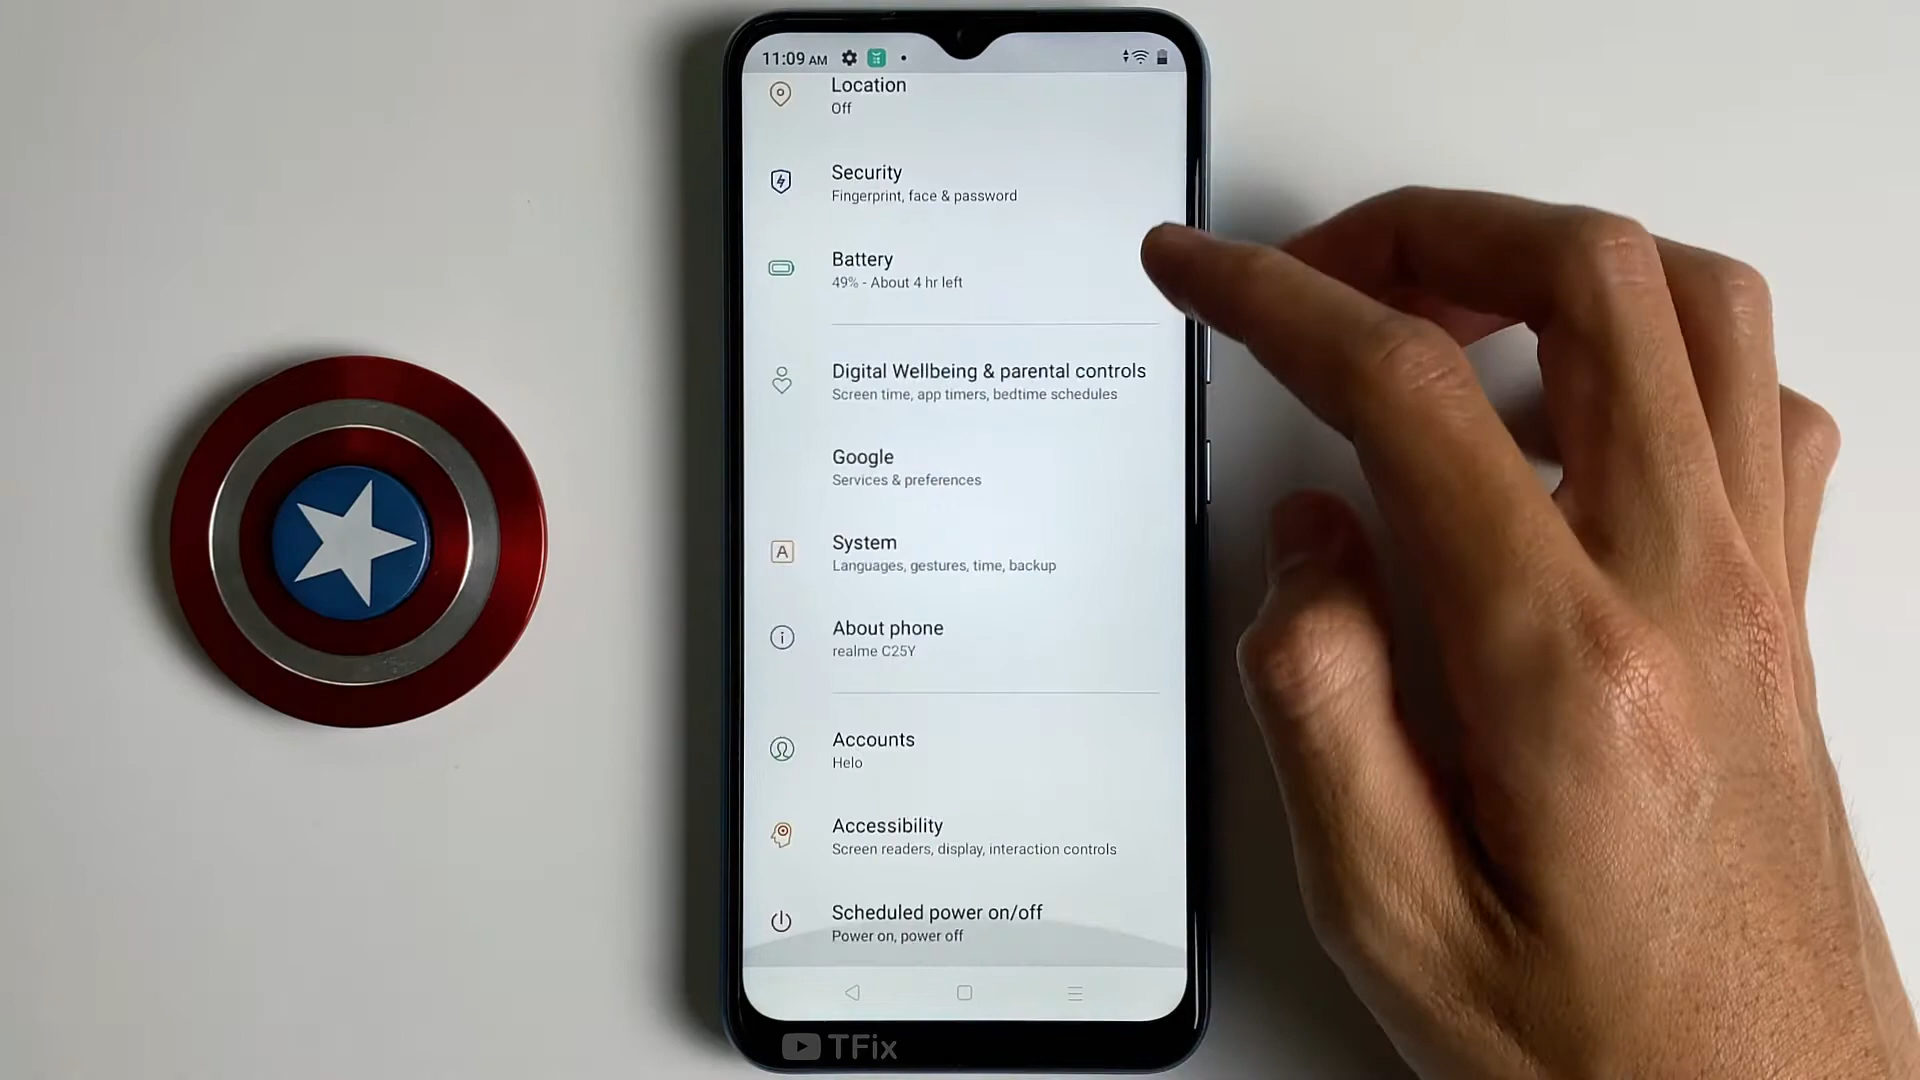 11:09 AM
Location
Off
Security
Fingerprint, face & password
Battery
49% - About 4 hr left
Digital Wellbeing & parental controls
Screen time, app timers, bedtime schedules
Google
Services & preferences
System
Languages, gestures, time, backup
A
About phone
realme C25Y
Accounts
Helo
Accessibility
Screen readers, display, interaction controls
Scheduled power on/off
Power on, power off
TFix